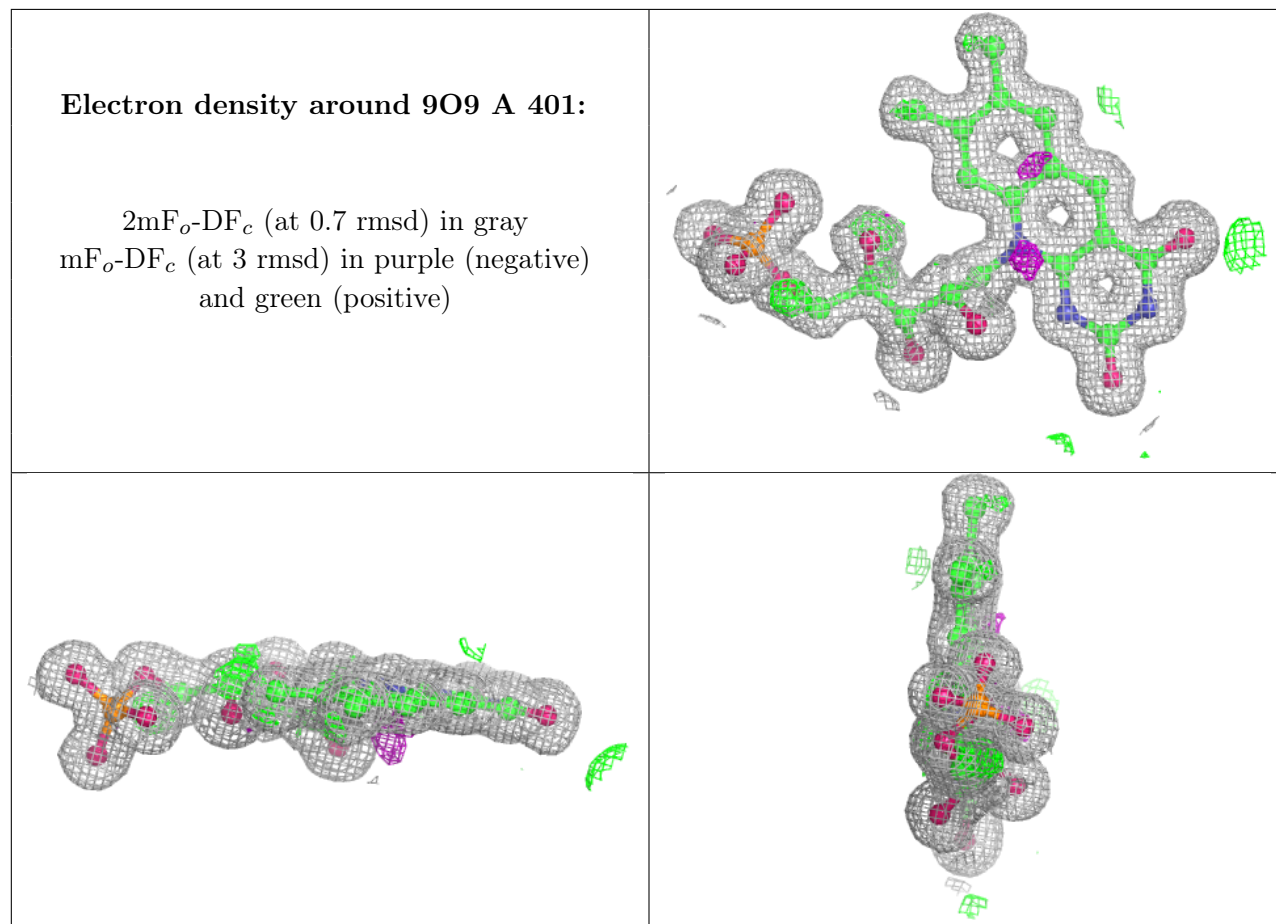 Electron density around 9O9 A 401:
2mFo-DFc (at 0.7 rmsd) in gray
mFo-DFc (at 3 rmsd) in purple (negative)
and green (positive)